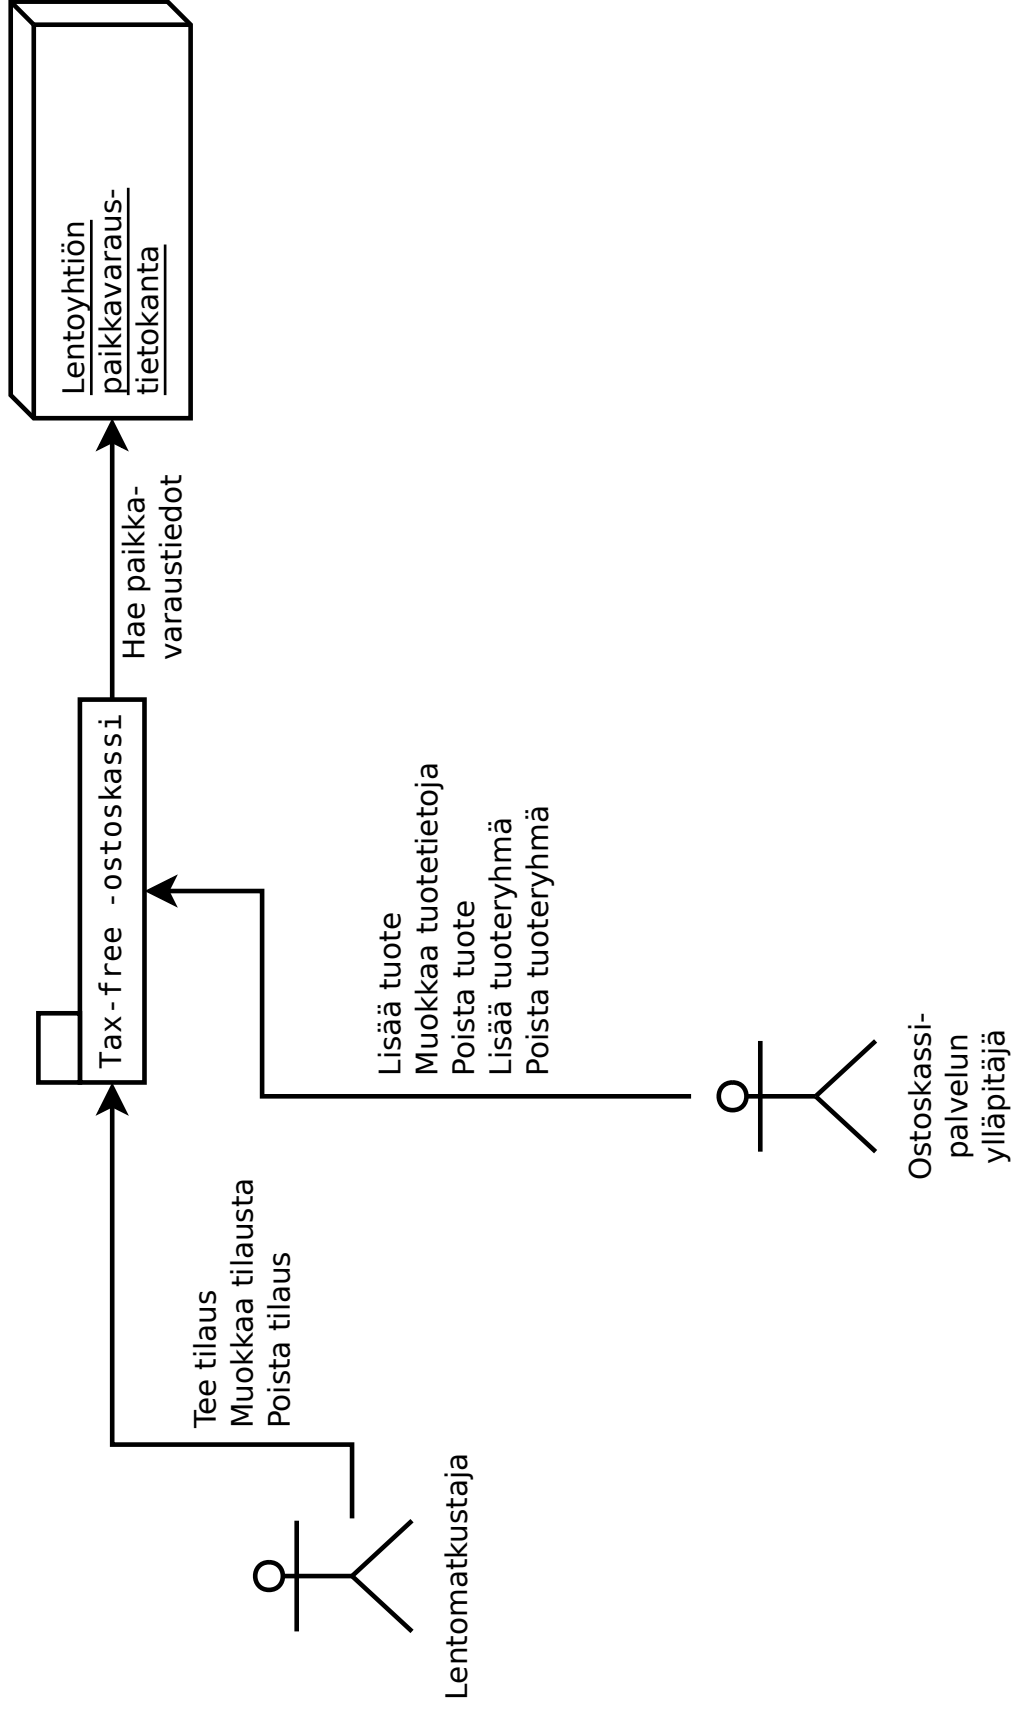 Lentomatkustaja
Tee tilaus
Muokkaa tilausta
Poista tilaus
Tax-free -ostoskassi
Lisää tuote
Muokkaa tuotetietoja
Poista tuote
Lisää tuoteryhmä
Poista tuoteryhmä
Ostoskassi-
palvelun
ylläpitäjä
Hae paikka-
varaustiedot
Lentoyhtiön
paikkavaraus-
tietokanta